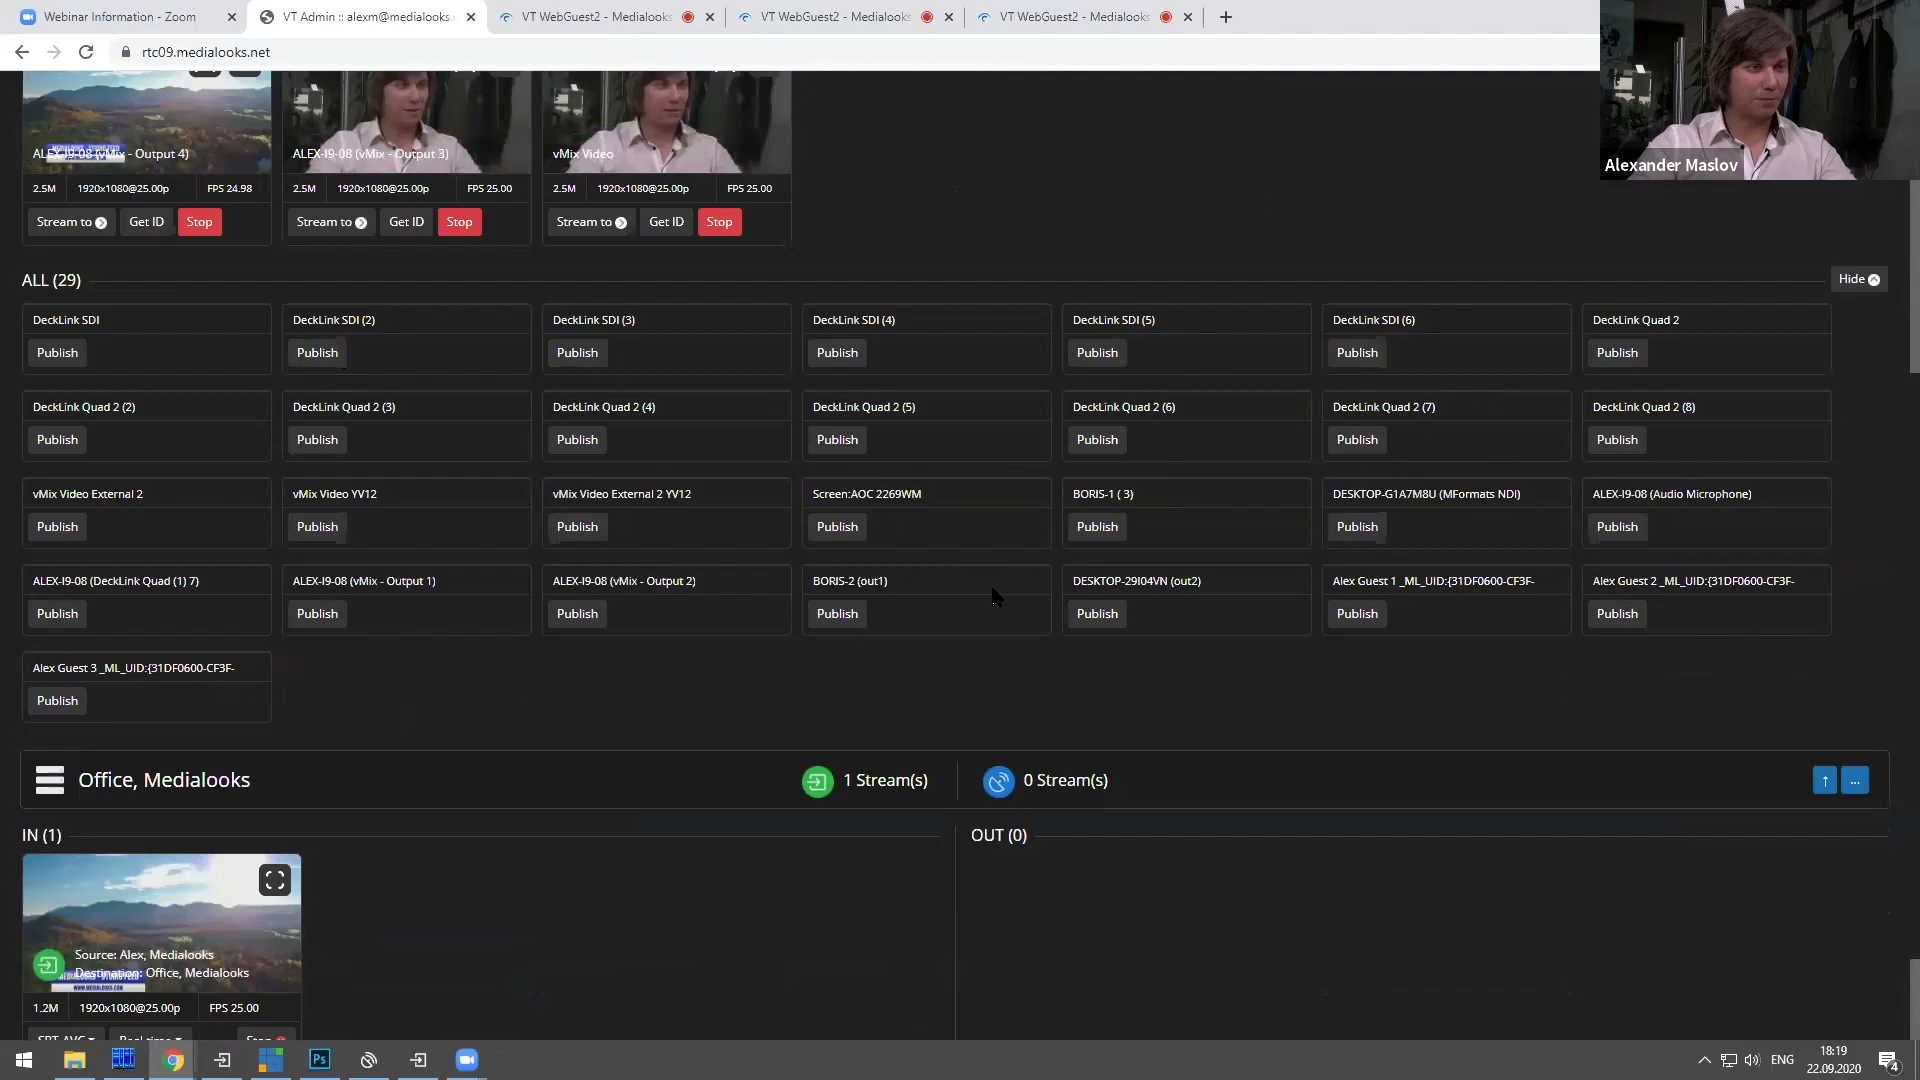 Webinar Information - Zoom
VT Admin :: alexm@medialooks.
VT WebGuest2 - Medialooks
VT WebGuest2 - Medialooks
VT WebGuest2 - Medialooks
rtc09.medialooks.net
Alexander Maslov
ALEX-I9-08 (vMix - Output 4)
ALEX-I9-08 (vMix - Output 3)
vMix Video
2.5M 1920x1080@25.00p FPS 24.98
2.5M 1920x1080@25.00p FPS 25.00
2.5M 1920x1080@25.00p FPS 25.00
Stream to Get ID Stop
Stream to Get ID Stop
Stream to Get ID Stop
ALL (29)
Hide
DeckLink SDI
DeckLink SDI (2)
DeckLink SDI (3)
DeckLink SDI (4)
DeckLink SDI (5)
DeckLink SDI (6)
DeckLink Quad 2
Publish
Publish
Publish
Publish
Publish
Publish
Publish
DeckLink Quad 2 (2)
DeckLink Quad 2 (3)
DeckLink Quad 2 (4)
DeckLink Quad 2 (5)
DeckLink Quad 2 (6)
DeckLink Quad 2 (7)
DeckLink Quad 2 (8)
Publish
Publish
Publish
Publish
Publish
Publish
Publish
vMix Video External 2
vMix Video YV12
vMix Video External 2 YV12
Screen:AOC 2269WM
BORIS-1 ( 3)
DESKTOP-G1A7M8U (MFormats NDI)
ALEX-I9-08 (Audio Microphone)
Publish
Publish
Publish
Publish
Publish
Publish
Publish
ALEX-I9-08 (DeckLink Quad (1) 7)
ALEX-I9-08 (vMix - Output 1)
ALEX-I9-08 (vMix - Output 2)
BORIS-2 (out1)
DESKTOP-29I04VN (out2)
Alex Guest 1 _ML_UID:{31DF0600-CF3F-
Alex Guest 2 _ML_UID:{31DF0600-CF3F-
Publish
Publish
Publish
Publish
Publish
Publish
Publish
Alex Guest 3 _ML_UID:{31DF0600-CF3F-
Publish
Office, Medialooks
1 Stream(s)
0 Stream(s)
↑ ...
IN (1)
OUT (0)
Source: Alex, Medialooks
Destination: Office, Medialooks
WWW.MEDIALOOKS.COM
1.2M 1920x1080@25.00p FPS 25.00
Ps
ENG
18:19
22.09.2020
4